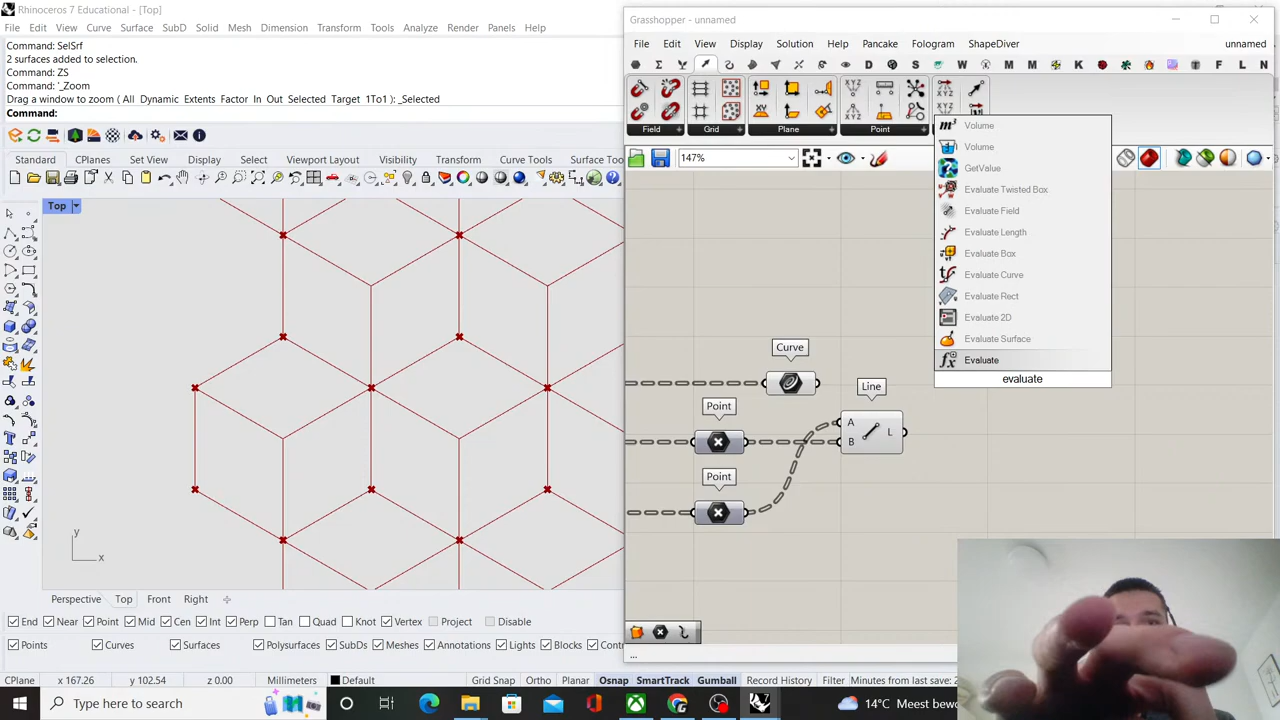 Rhinoceros 7 Educational - [Top]
File Edit View Curve Surface SubD Solid Mesh Dimension Transform Tools Analyze Render Panels Help
Command: SelSrf
2 surfaces added to selection.
Command: ZS
Command: '_Zoom
Drag a window to zoom ( All Dynamic Extents Factor In Out Selected Target 1To1 ): _Selected
Command:
Standard CPlanes Set View Display Select Viewport Layout Visibility Transform Curve Tools Surface Too
Top
y
x
Perspective Top Front Right
End Near Point Mid Cen Int Perp Tan Quad Knot Vertex Project Disable
Points Curves Surfaces Polysurfaces SubDs Meshes Annotations Lights Blocks Contr
x 167.26 y 102.54 z 0.00 Millimeters Default Grid Snap Ortho Planar Osnap SmartTrack Gumball Record History Filter Minutes from last save: 2
Grasshopper - unnamed
File Edit View Display Solution Help Pancake Fologram ShapeDiver unnamed
D S W M M K F L N
Field Grid Plane Point
XYZ XYZ
147%
Volume
Volume
GetValue
Evaluate Twisted Box
Evaluate Field
Evaluate Length
Evaluate Box
Evaluate Curve
Evaluate Rect
Evaluate 2D
Evaluate Surface
Evaluate
evaluate
Curve
Line
Point
A
B
L
Point
...
Type here to search
14°C Meest bewo